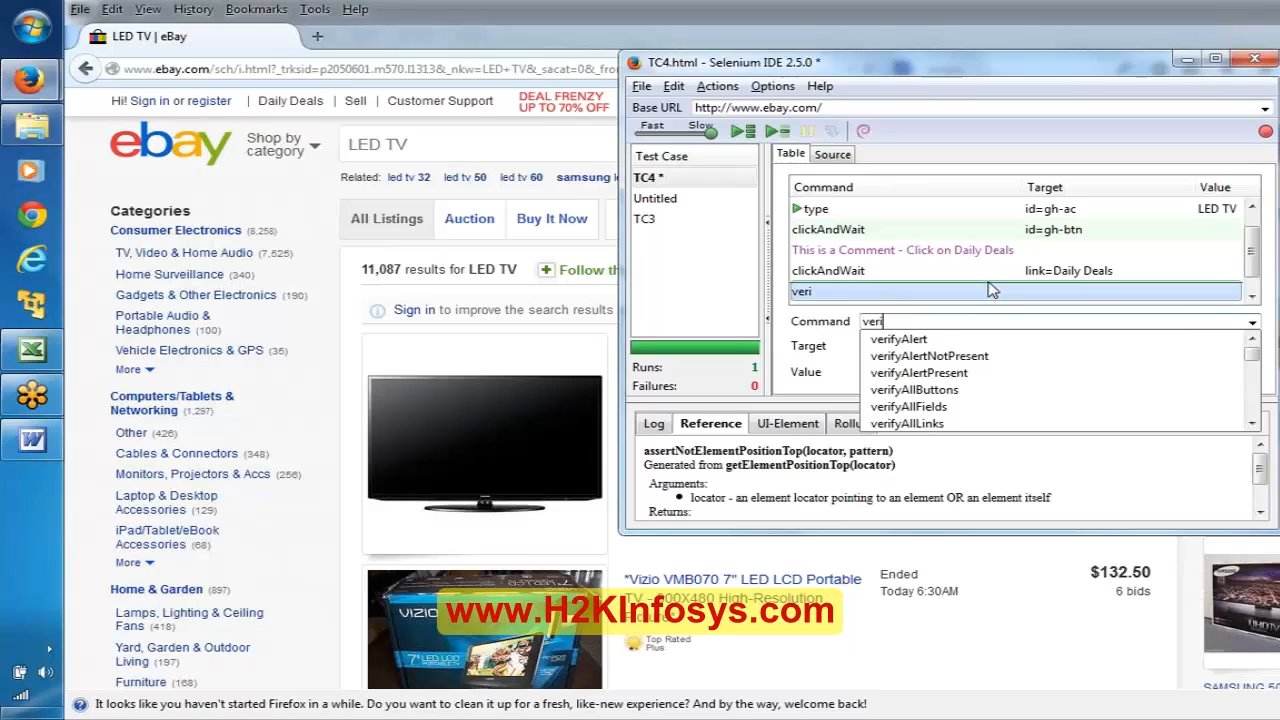 File Edit View History Bookmarks Tools Help
LED TV | eBay
www.ebay.com/sch/i.html?_trksid=p2050601.m570.l1313&_nkw=LED+TV&_sacat=0&_fro
Hi! Sign in or register
Daily Deals
Sell
Customer Support
DEAL FRENZY
UP TO 70% OFF
ebay
Shop by
category
LED TV
Related: led tv 32 led tv 50 led tv 60 samsung
All Listings
Auction
Buy It Now
Categories
Consumer Electronics (8,258)
TV, Video & Home Audio (7,625)
Home Surveillance (340)
Gadgets & Other Electronics (190)
Portable Audio &
Headphones (100)
Vehicle Electronics & GPS (35)
More
Computers/Tablets &
Networking (1,297)
Other (426)
Cables & Connectors (348)
Monitors, Projectors & Accs (256)
Laptop & Desktop
Accessories (129)
iPad/Tablet/eBook
Accessories (68)
More
Home & Garden (897)
Lamps, Lighting & Ceiling
Fans (418)
Yard, Garden & Outdoor
Living (197)
Furniture (168)
11,087 results for LED TV
Follow th
Sign in to improve the search results
TC4.html - Selenium IDE 2.5.0 *
File Edit Actions Options Help
Base URL http://www.ebay.com/
Fast Slow
Test Case
TC4 *
Untitled
TC3
Runs: 1
Failures: 0
Table Source
Command Target Value
type id=gh-ac LED TV
clickAndWait id=gh-btn
This is a Comment - Click on Daily Deals
clickAndWait link=Daily Deals
veri
Command veri
Target
Value
verifyAlert
verifyAlertNotPresent
verifyAlertPresent
verifyAllButtons
verifyAllFields
verifyAllLinks
Log Reference UI-Element Rollu
assertNotElementPositionTop(locator, pattern)
Generated from getElementPositionTop(locator)
Arguments:
locator - an element locator pointing to an element OR an element itself
Returns:
*Vizio VMB070 7" LED LCD Portable
TV - 800X480 High-Resolution
Picture
Top Rated
Plus
Ended
Today 6:30AM
$132.50
6 bids
VIZIO
www.H2KInfosys.com
SAMSUNG 50
It looks like you haven't started Firefox in a while. Do you want to clean it up for a fresh, like-new experience? And by the way, welcome back!